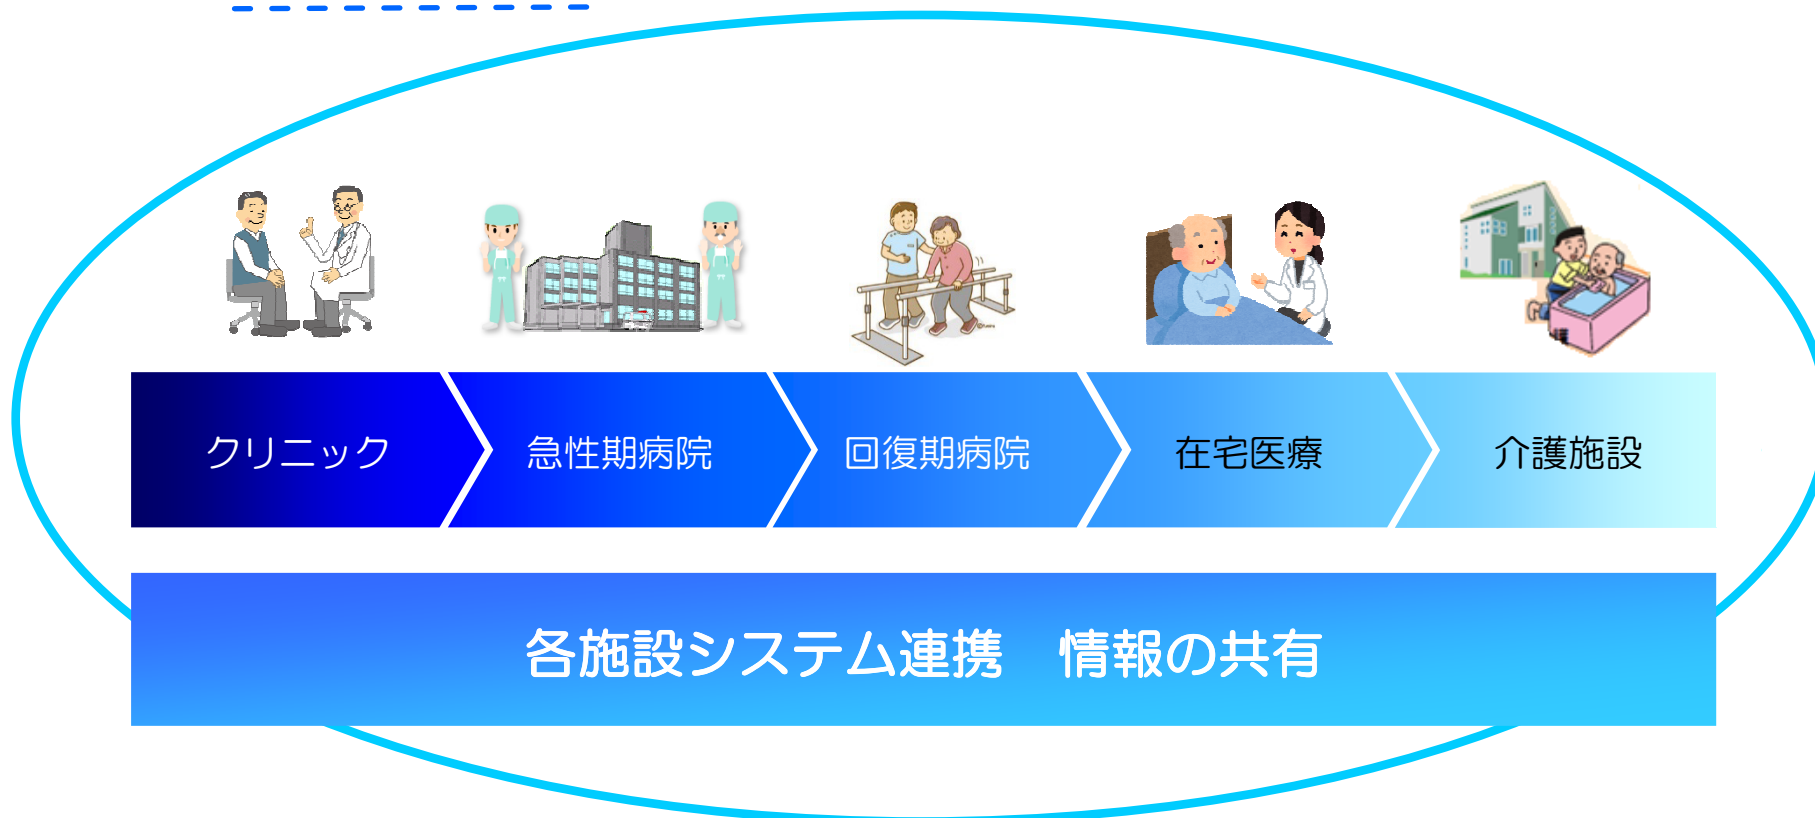 クリニック
急性期病院
回復期病院
在宅医療
介護施設
各施設システム連携　情報の共有